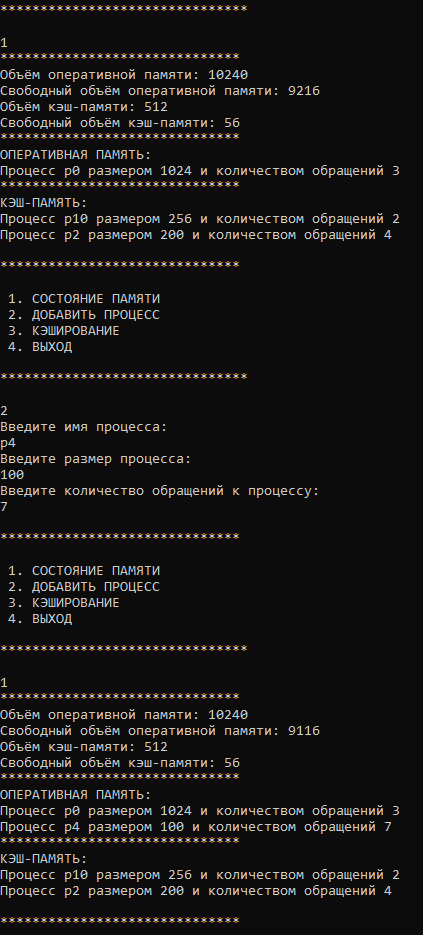 *******************************
1
******************************
Объём оперативной памяти: 10240
Свободный объём оперативной памяти: 9216
Объём кэш-памяти: 512
Свободный объём кэш-памяти: 56
******************************
ОПЕРАТИВНАЯ ПАМЯТЬ:
Процесс p0 размером 1024 и количеством обращений 3
******************************
КЭШ-ПАМЯТЬ:
Процесс p10 размером 256 и количеством обращений 2
Процесс p2 размером 200 и количеством обращений 4
******************************
1. СОСТОЯНИЕ ПАМЯТИ
2. ДОБАВИТЬ ПРОЦЕСС
3. КЭШИРОВАНИЕ
4. ВЫХОД
*******************************
2
Введите имя процесса:
p4
Введите размер процесса:
100
Введите количество обращений к процессу:
7
******************************
1. СОСТОЯНИЕ ПАМЯТИ
2. ДОБАВИТЬ ПРОЦЕСС
3. КЭШИРОВАНИЕ
4. ВЫХОД
*******************************
1
******************************
Объём оперативной памяти: 10240
Свободный объём оперативной памяти: 9116
Объём кэш-памяти: 512
Свободный объём кэш-памяти: 56
******************************
ОПЕРАТИВНАЯ ПАМЯТЬ:
Процесс p0 размером 1024 и количеством обращений 3
Процесс p4 размером 100 и количеством обращений 7
******************************
КЭШ-ПАМЯТЬ:
Процесс p10 размером 256 и количеством обращений 2
Процесс p2 размером 200 и количеством обращений 4
******************************